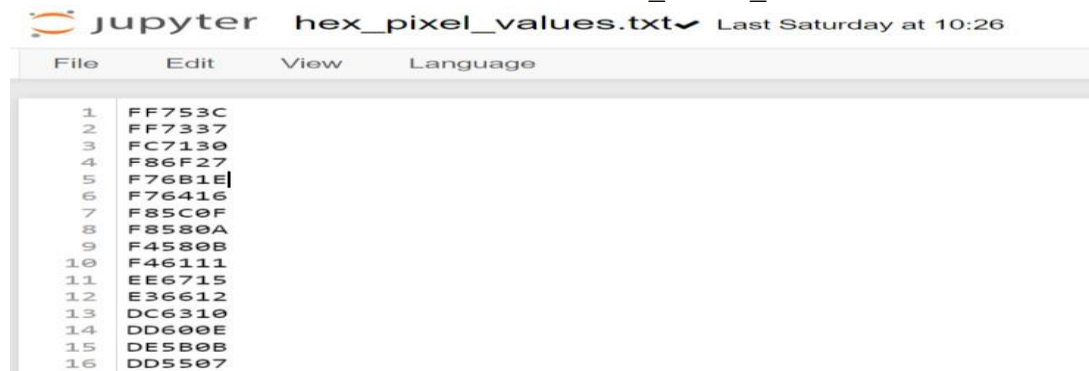 jupyter hex_pixel_values.txt Last Saturday at 10:26
File Edit View Language
1 FF753C
2 FF7337
3 FC7130
4 F86F27
5 F76B1E
6 F76416
7 F85C0F
8 F8580A
9 F4580B
10 F46111
11 EE6715
12 E36612
13 DC6310
14 DD600E
15 DE5B0B
16 DD5507